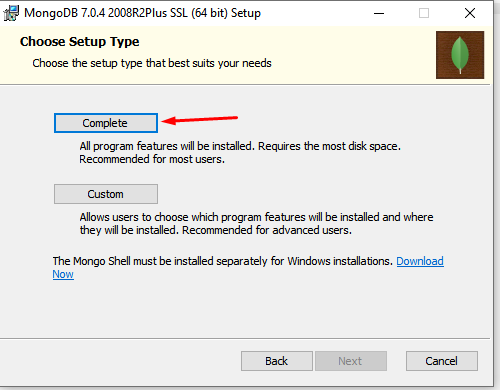 MongoDB 7.0.4 2008R2Plus SSL (64 bit) Setup
Choose Setup Type
Choose the setup type that best suits your needs
Complete
All program features will be installed. Requires the most disk space.
Recommended for most users.
Custom
Allows users to choose which program features will be installed and where
they will be installed. Recommended for advanced users.
The Mongo Shell must be installed separately for Windows installations. Download
Now
Back Next Cancel